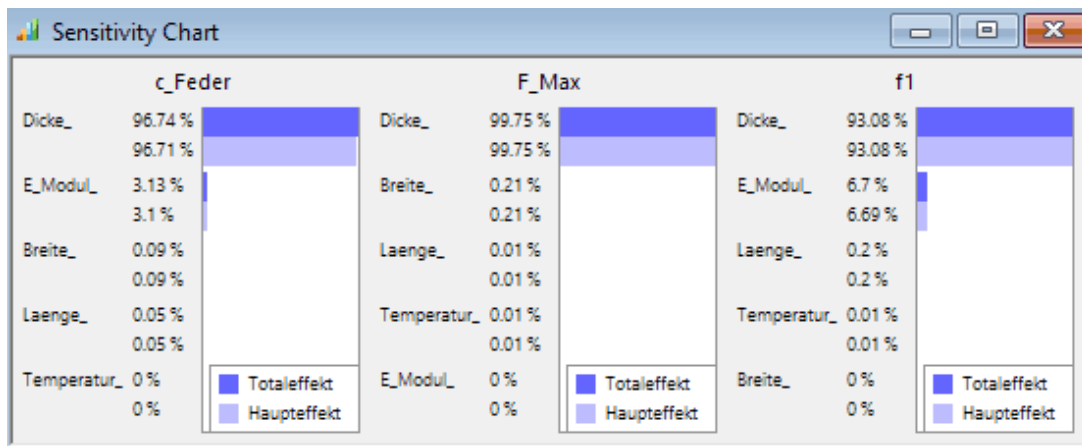 Sensitivity Chart
c_Feder F_Max f1
Dicke_ 96.74 % Dicke_ 99.75 % Dicke_ 93.08 %
96.71 % 99.75 % 93.08 %
E_Modul_ 3.13 % Breite_ 0.21 % E_Modul_ 6.7 %
3.1 % 0.21 % 6.69 %
Breite_ 0.09 % Laenge_ 0.01 % Laenge_ 0.2 %
0.09 % 0.01 % 0.2 %
Laenge_ 0.05 % Temperatur_ 0.01 % Temperatur_ 0.01 %
0.05 % 0.01 % 0.01 %
Temperatur_ 0 % Totaleffekt E_Modul_ 0 % Totaleffekt Breite_ 0 % Totaleffekt
0 % Haupteffekt 0 % Haupteffekt 0 % Haupteffekt